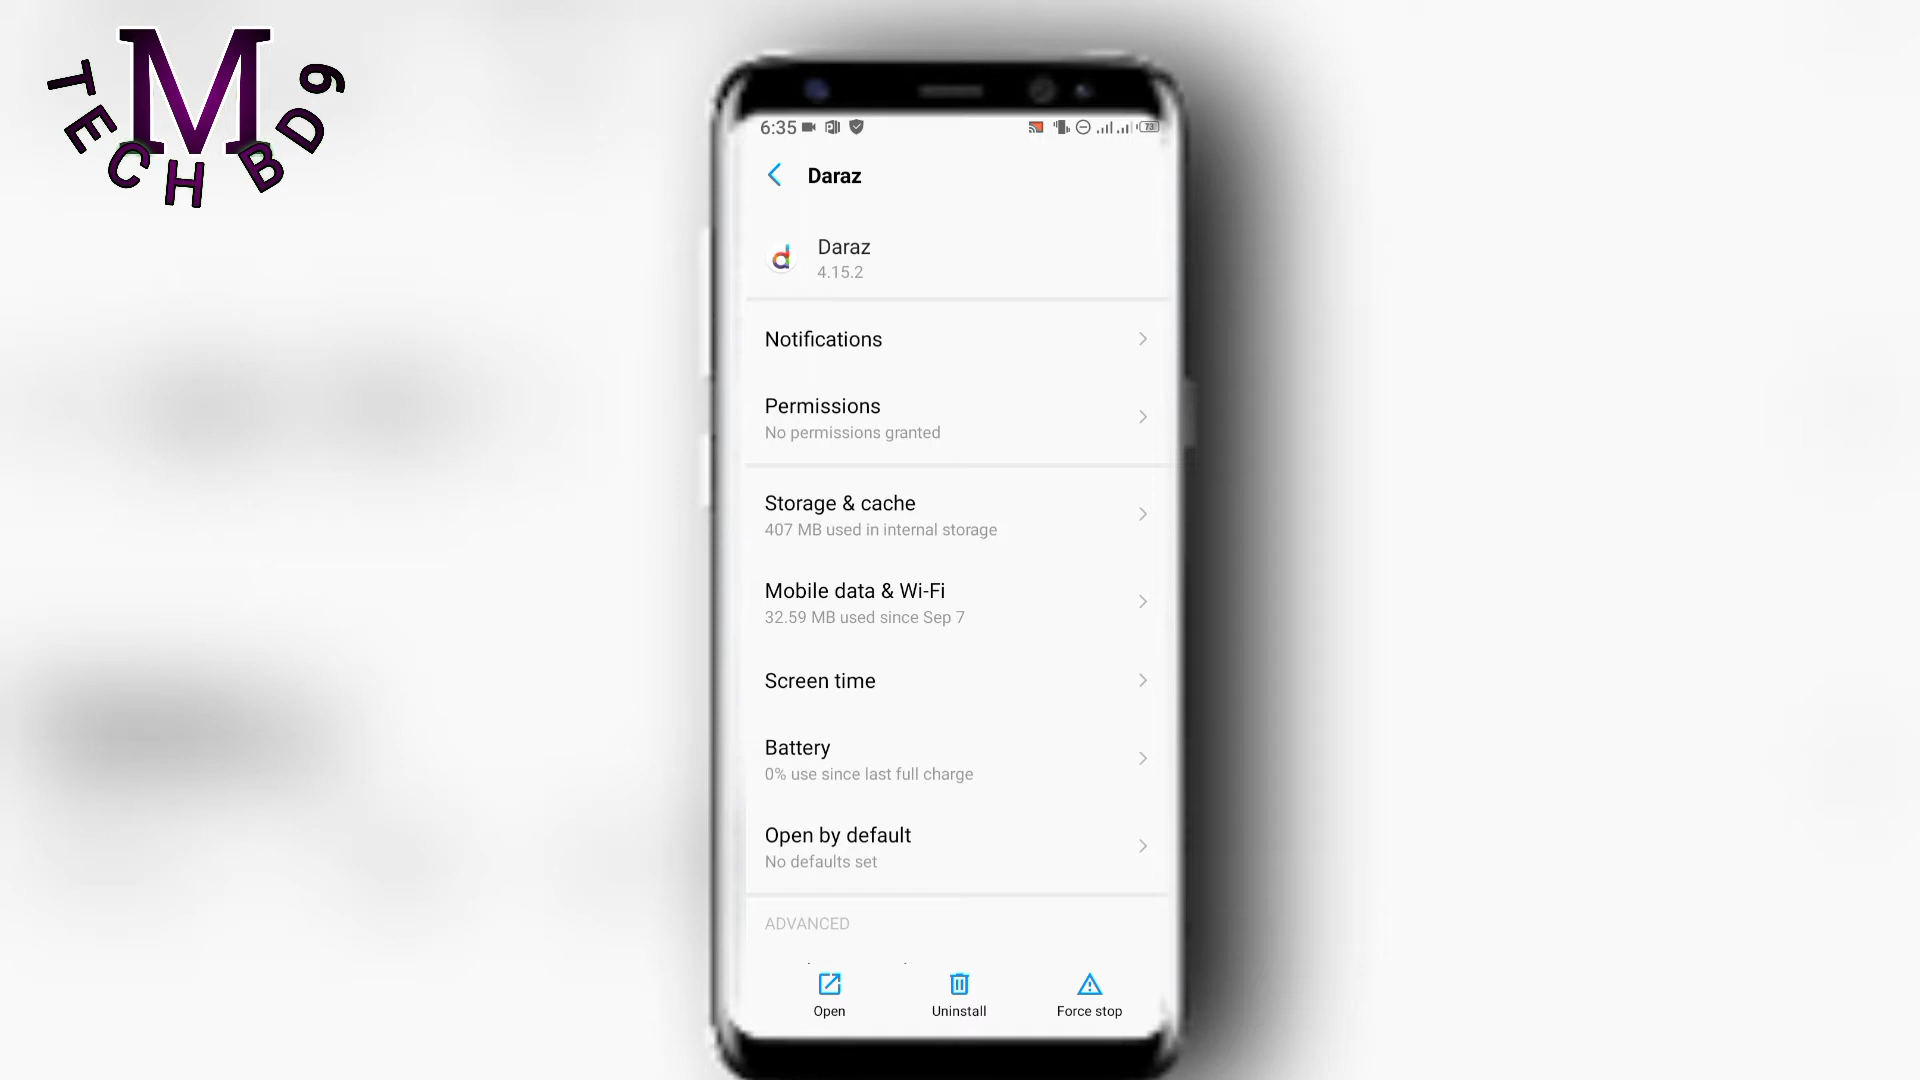 M
TECH BD9
6:35
73
Daraz
Daraz
4.15.2
Notifications
Permissions
No permissions granted
Storage & cache
407 MB used in internal storage
Mobile data & Wi-Fi
32.59 MB used since Sep 7
Screen time
Battery
0% use since last full charge
Open by default
No defaults set
ADVANCED
Open
Uninstall
Force stop